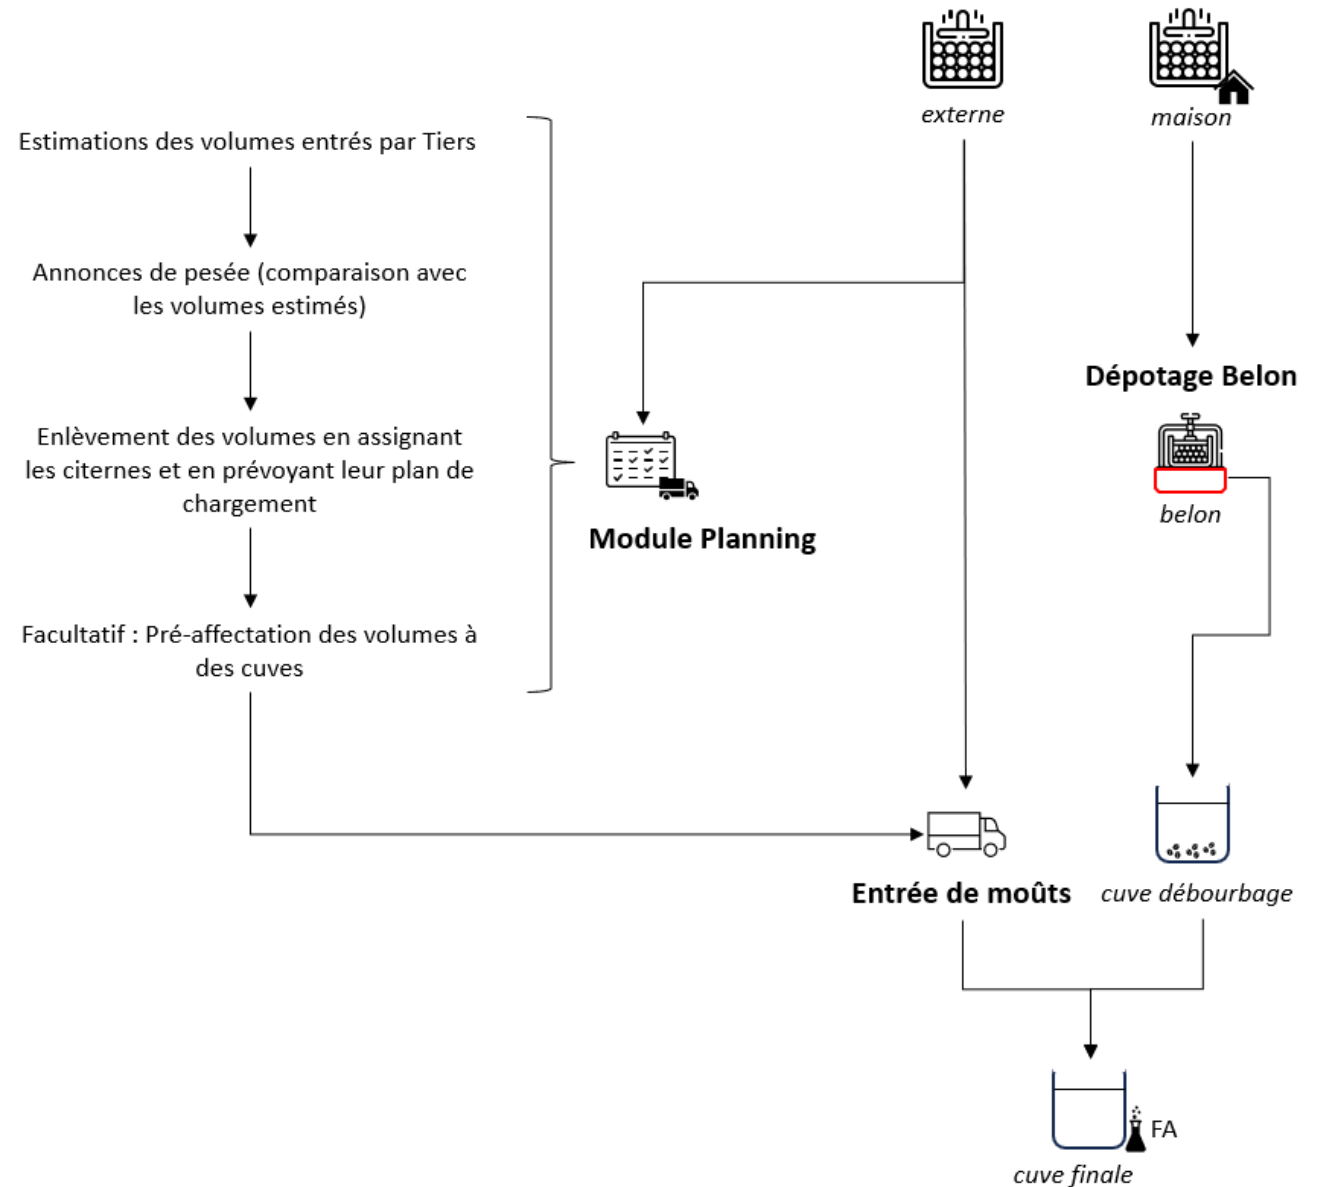 externe
maison
Estimations des volumes entrés par Tiers
Annonces de pesée (comparaison avec
les volumes estimés)
Enlèvement des volumes en assignant
les citernes et en prévoyant leur plan de
chargement
Facultatif : Pré-affectation des volumes à
des cuves
Module Planning
Dépotage Belon
belon
Entrée de moûts
cuve débourbage
FA
cuve finale